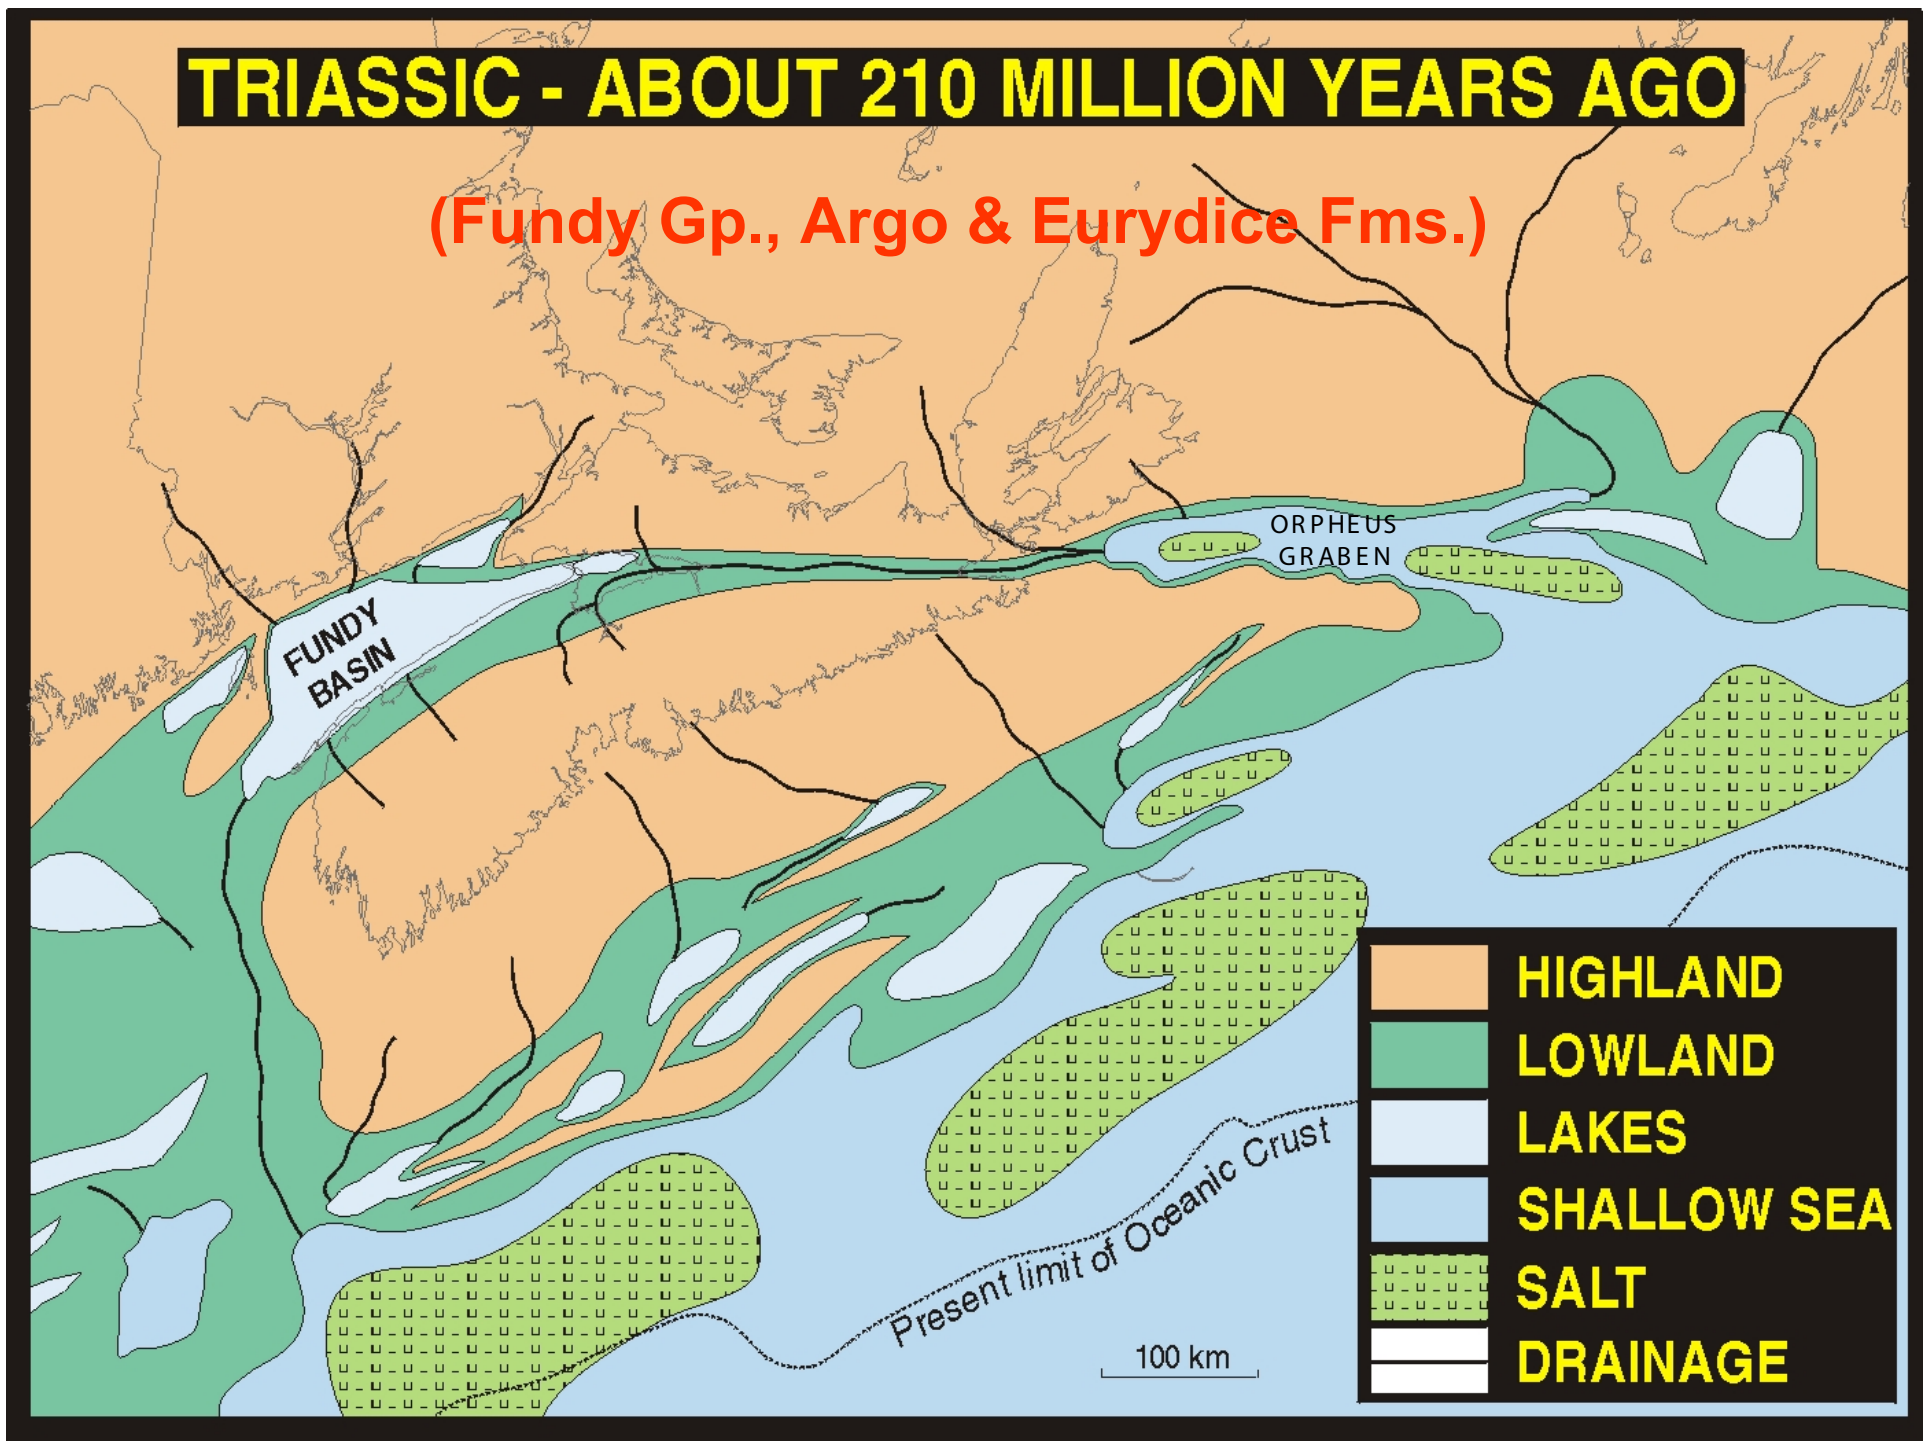 TRIASSIC - ABOUT 210 MILLION YEARS AGO
(Fundy Gp., Argo & Eurydice Fms.)
ORPHEUS
GRABEN
FUNDY
BASIN
HIGHLAND
LOWLAND
LAKES
SHALLOW SEA
SALT
DRAINAGE
Present limit of Oceanic Crust
100 km